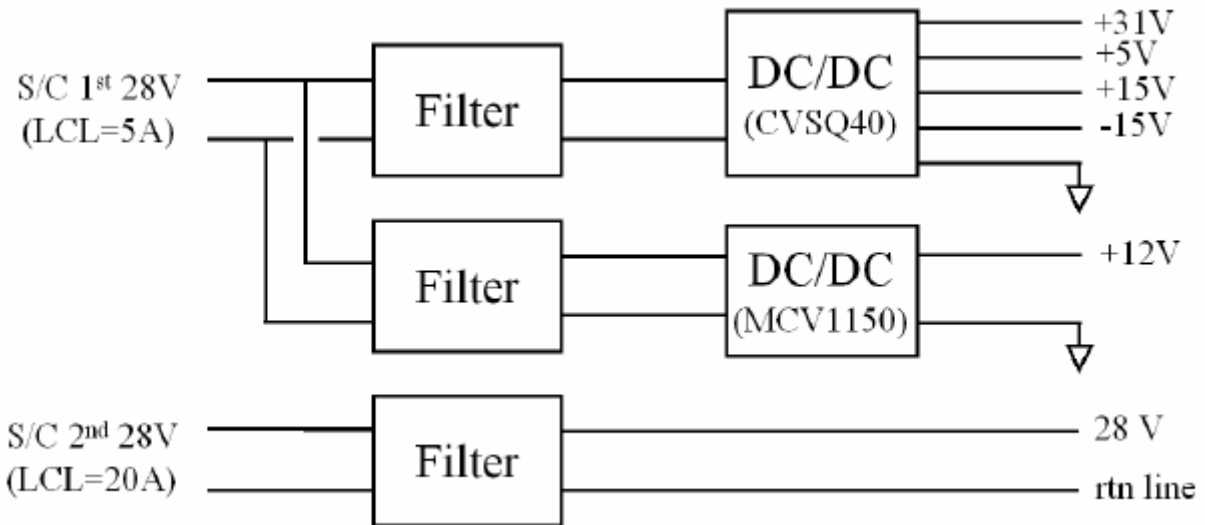 S/C 1st 28V
(LCL=5A)
Filter
DC/DC
(CVSQ40)
+31V
+5V
+15V
-15V
Filter
DC/DC
(MCV1150)
+12V
S/C 2nd 28V
(LCL=20A)
Filter
28 V
rtn line